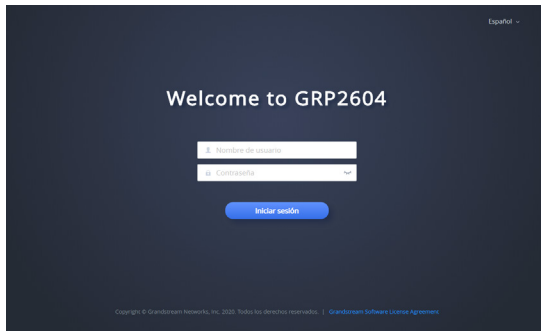 Español
Welcome to GRP2604
Nombre de usuario
Contraseña
Iniciar sesión
Copyright © Grandstream Networks, Inc. 2020. Todos los derechos reservados. | Grandstream Software License Agreement